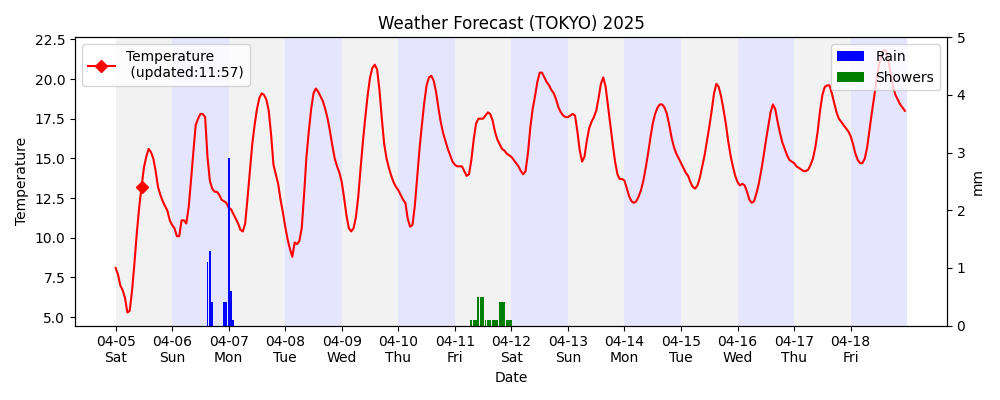 Weather Forecast (TOKYO) 2025
Temperature
(updated:11:57)
Rain
Showers
Temperature
22.5
20.0
17.5
15.0
12.5
10.0
7.5
5.0
mm
5
4
3
2
1
0
04-05 04-06 04-07 04-08 04-09 04-10 04-11 04-12 04-13 04-14 04-15 04-16 04-17 04-18
Sat Sun Mon Tue Wed Thu Fri Sat Sun Mon Tue Wed Thu Fri
Date